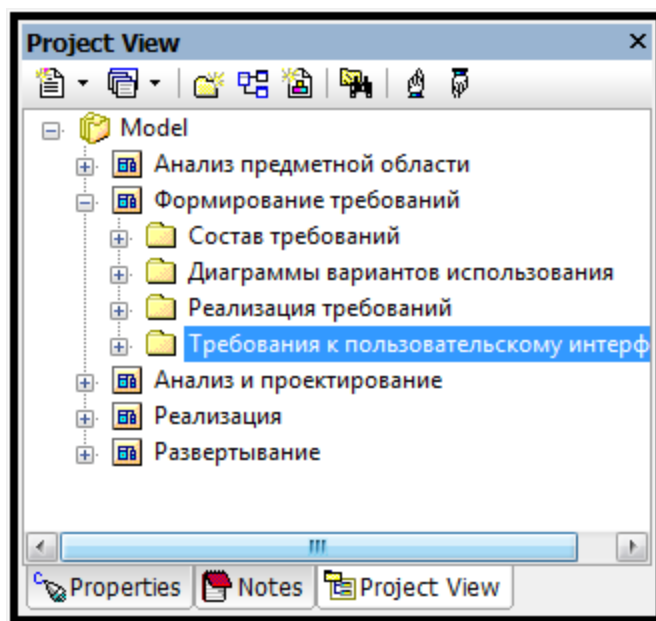 Project View
Model
Анализ предметной области
Формирование требований
Состав требований
Диаграммы вариантов использования
Реализация требований
Требования к пользовательскому интерф
Анализ и проектирование
Реализация
Развертывание
Properties Notes Project View